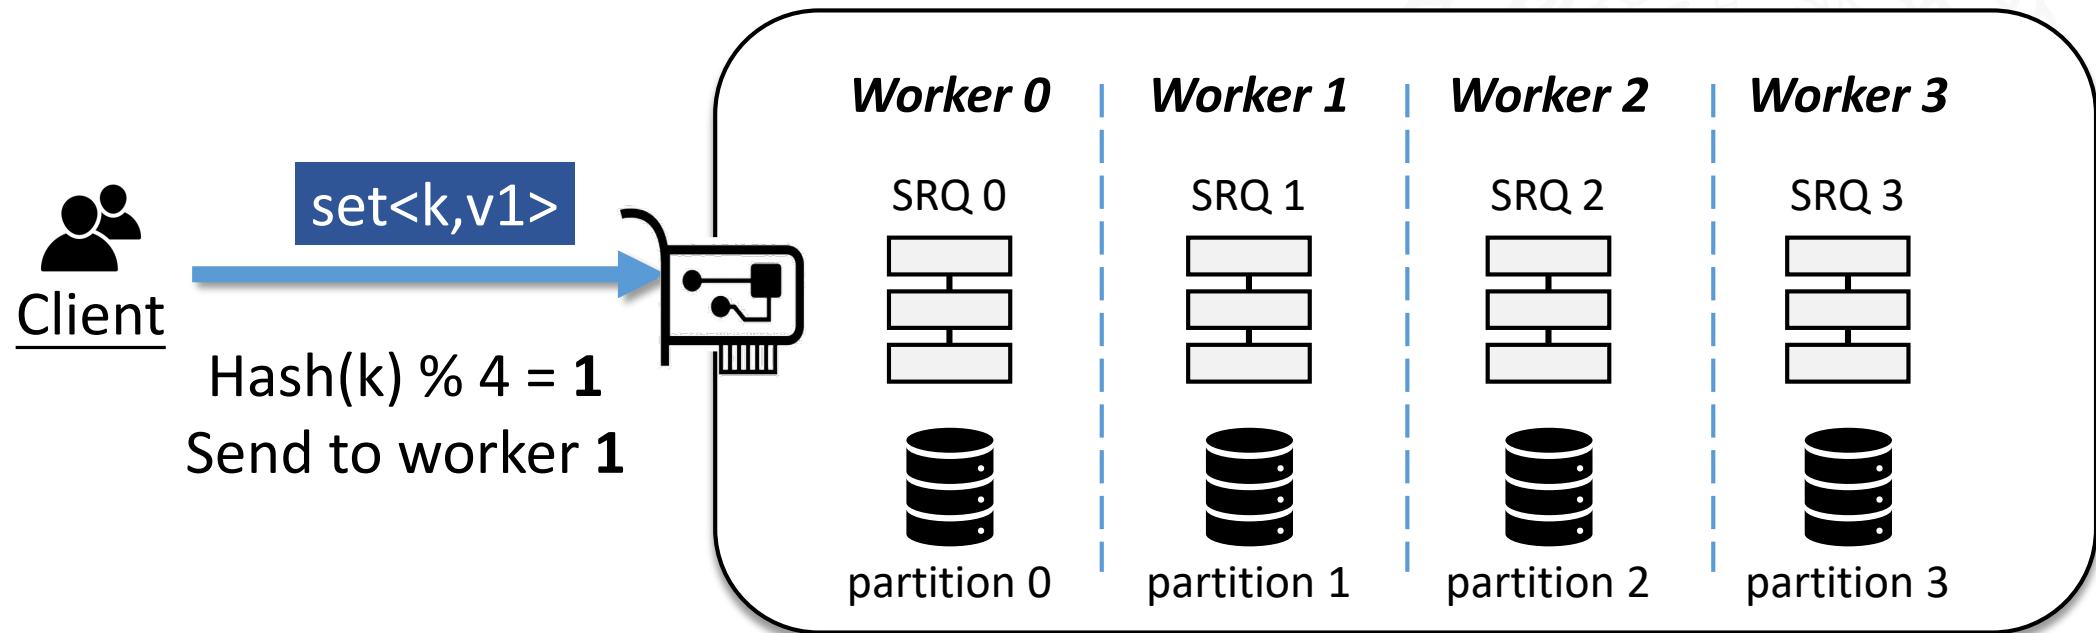 Worker 0 Worker 1 Worker 2 Worker 3
set<k,v1>
SRQ 0 SRQ 1 SRQ 2 SRQ 3
Client
Hash(k) % 4 = 1
Send to worker 1
partition 0 partition 1 partition 2 partition 3